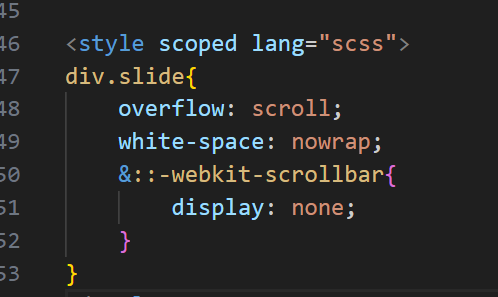 45
46 <style scoped lang="scss">
47 div.slide{
48 overflow: scroll;
49 white-space: nowrap;
50 &::-webkit-scrollbar{
51 display: none;
52 }
53 }